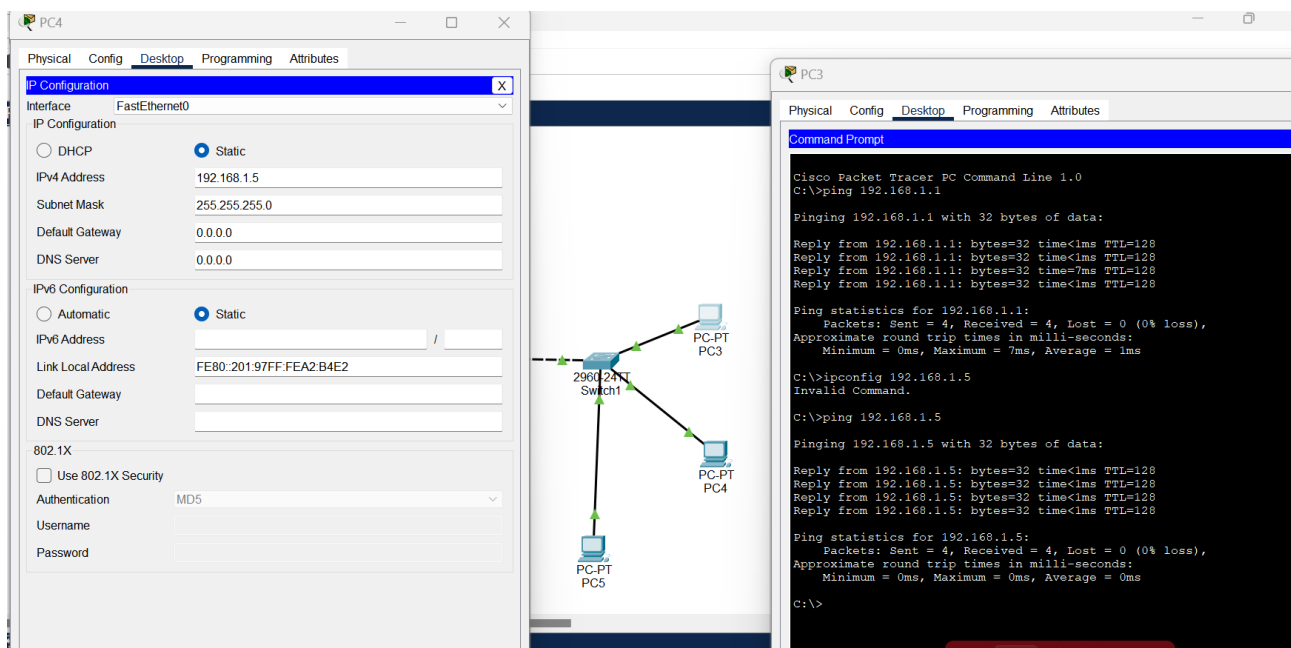 PC4
Physical Config Desktop Programming Attributes
IP Configuration X
Interface FastEthernet0
IP Configuration
DHCP Static
IPv4 Address 192.168.1.5
Subnet Mask 255.255.255.0
Default Gateway 0.0.0.0
DNS Server 0.0.0.0
IPv6 Configuration
Automatic Static
IPv6 Address /
Link Local Address FE80::201:97FF:FEA2:B4E2
Default Gateway
DNS Server
802.1X
Use 802.1X Security
Authentication MD5
Username
Password
PC-PT
PC3
2960-24TT
Switch1
PC-PT
PC4
PC-PT
PC5
PC3
Physical Config Desktop Programming Attributes
Command Prompt
Cisco Packet Tracer PC Command Line 1.0
C:\>ping 192.168.1.1
Pinging 192.168.1.1 with 32 bytes of data:
Reply from 192.168.1.1: bytes=32 time<1ms TTL=128
Reply from 192.168.1.1: bytes=32 time<1ms TTL=128
Reply from 192.168.1.1: bytes=32 time=7ms TTL=128
Reply from 192.168.1.1: bytes=32 time<1ms TTL=128
Ping statistics for 192.168.1.1:
Packets: Sent = 4, Received = 4, Lost = 0 (0% loss),
Approximate round trip times in milli-seconds:
Minimum = 0ms, Maximum = 7ms, Average = 1ms
C:\>ipconfig 192.168.1.5
Invalid Command.
C:\>ping 192.168.1.5
Pinging 192.168.1.5 with 32 bytes of data:
Reply from 192.168.1.5: bytes=32 time<1ms TTL=128
Reply from 192.168.1.5: bytes=32 time<1ms TTL=128
Reply from 192.168.1.5: bytes=32 time<1ms TTL=128
Reply from 192.168.1.5: bytes=32 time<1ms TTL=128
Ping statistics for 192.168.1.5:
Packets: Sent = 4, Received = 4, Lost = 0 (0% loss),
Approximate round trip times in milli-seconds:
Minimum = 0ms, Maximum = 0ms, Average = 0ms
C:\>